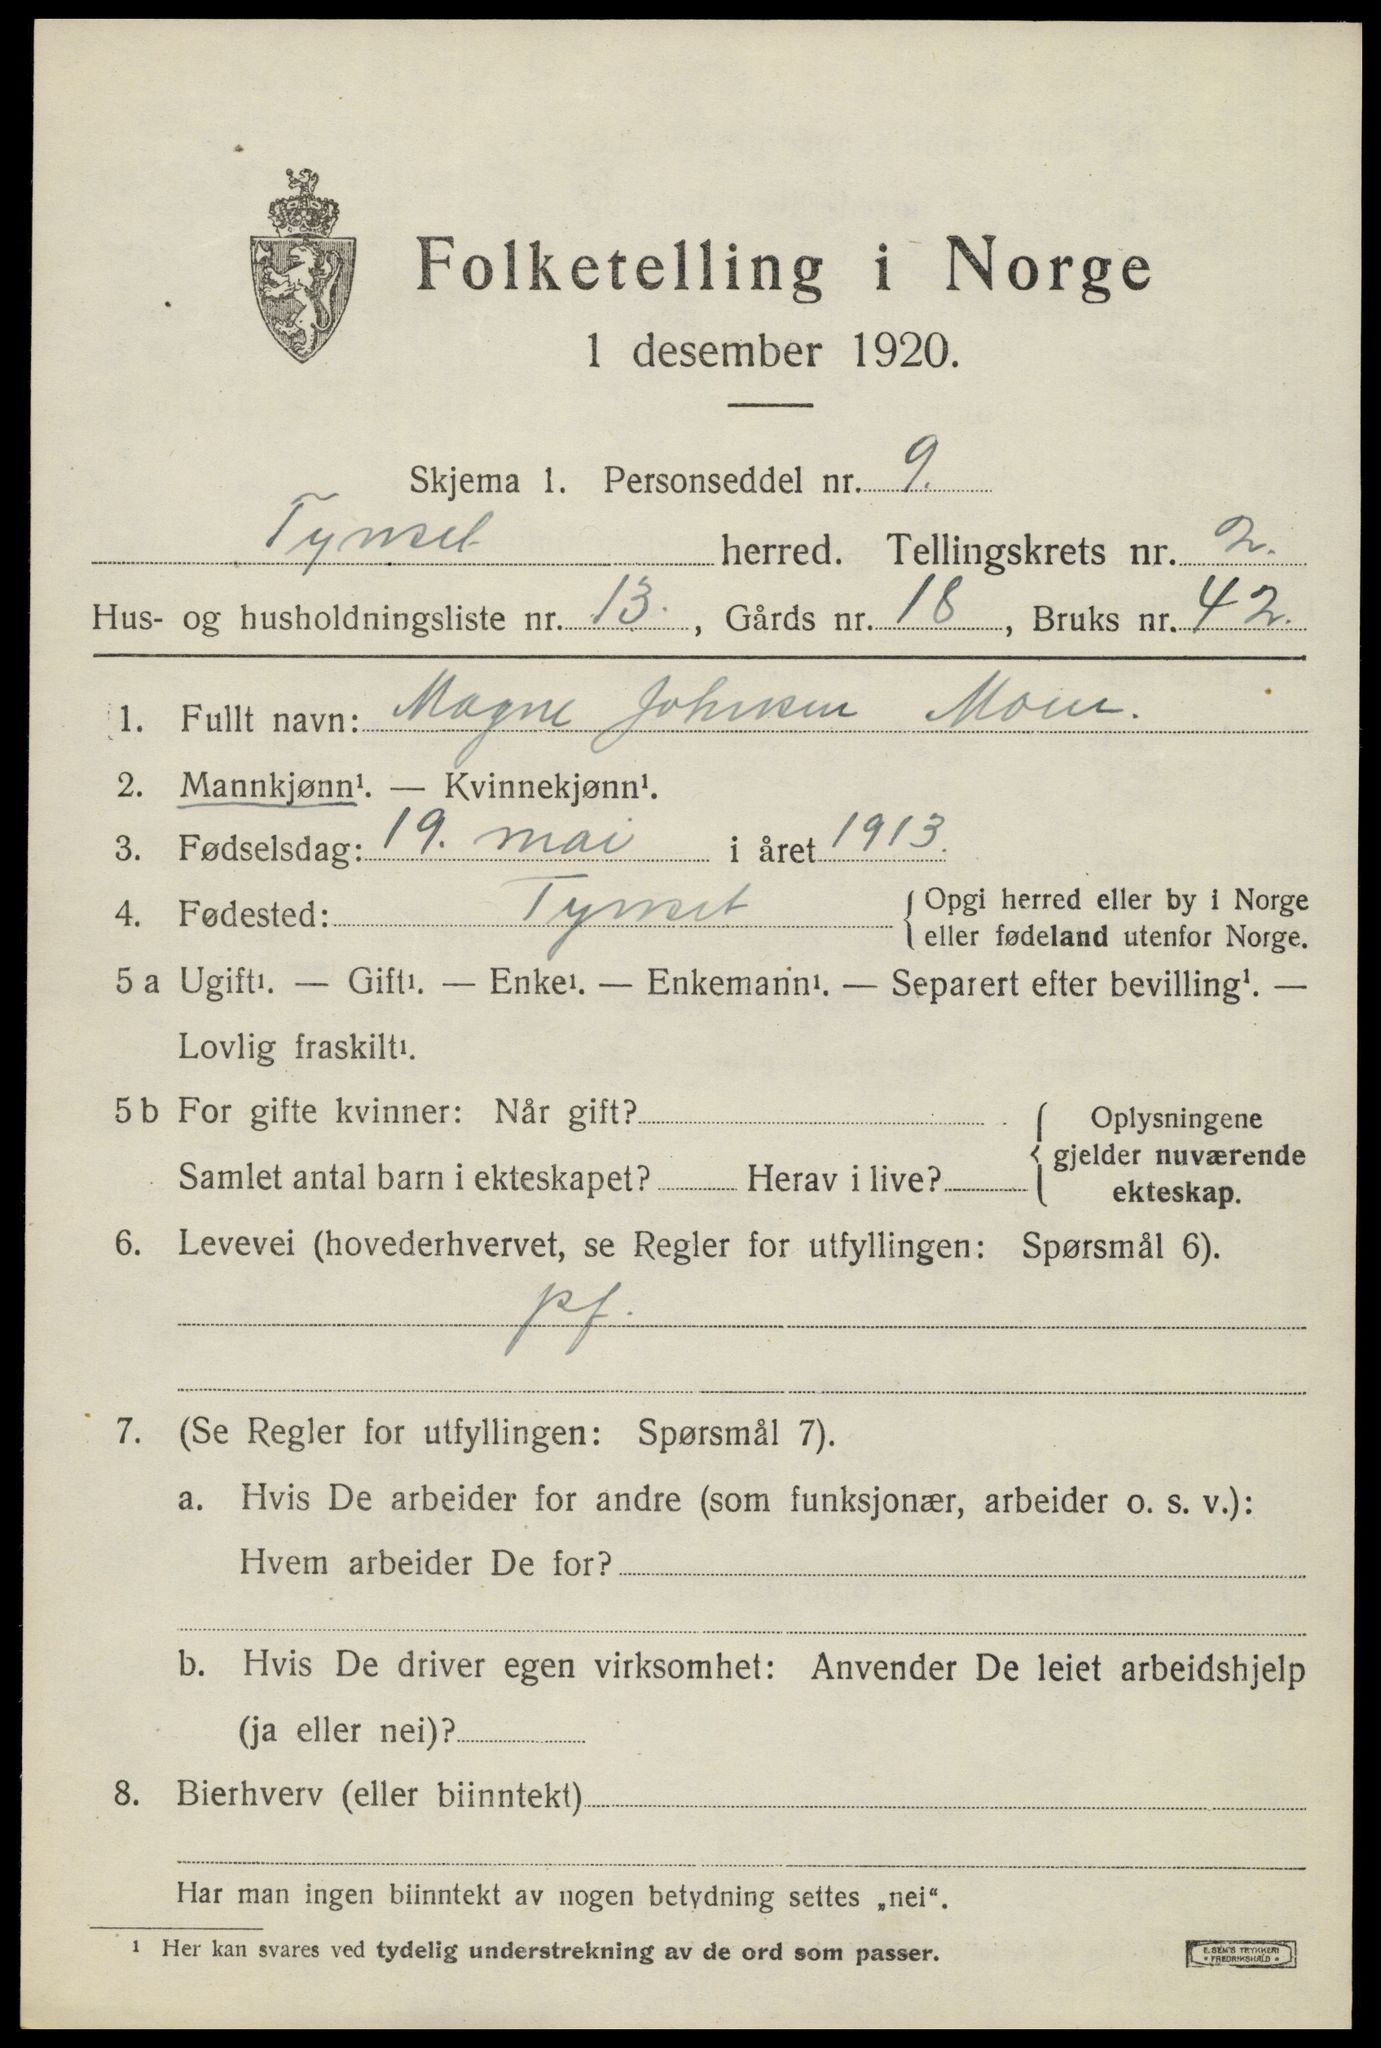 Folketelling i Norge
1 desember 1920.
Skjema 1. Personseddel nr. 9.
Tynset herred. Tellingskrets nr. 2.
Hus- og husholdningsliste nr. 13. , Gårds nr. 18 , Bruks nr. 42.
1. Fullt navn: Magne Johnsen Moen.
2. Mannkjønn¹. — Kvinnekjønn¹.
3. Fødselsdag: 19. mai i året 1913.
4. Fødested: Tynset { Opgi herred eller by i Norge
eller fødeland utenfor Norge.
5 a Ugift¹. — Gift¹. — Enke¹. — Enkemann¹. — Separert efter bevilling¹. —
Lovlig fraskilt¹.
5 b For gifte kvinner: Når gift?
Samlet antal barn i ekteskapet? Herav i live?
{ Oplysningene
gjelder nuværende
ekteskap.
6. Levevei (hovederhvervet, se Regler for utfyllingen: Spørsmål 6).
pf.
7. (Se Regler for utfyllingen: Spørsmål 7).
a. Hvis De arbeider for andre (som funksjonær, arbeider o. s. v.):
Hvem arbeider De for?
b. Hvis De driver egen virksomhet: Anvender De leiet arbeidshjelp
(ja eller nei)?
8. Bierhverv (eller biinntekt)
Har man ingen biinntekt av nogen betydning settes „nei“.
¹ Her kan svares ved tydelig understrekning av de ord som passer.
E. SEM'S TRYKKERI
* FREDRIKSHALD *